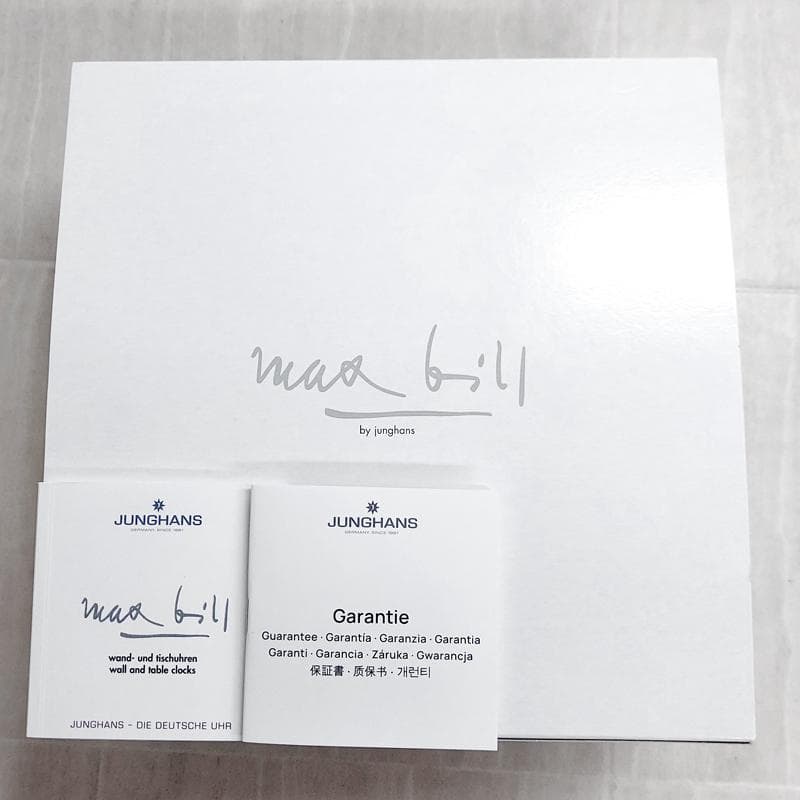 max bill
by junghans
JUNGHANS
GERMANY, SINCE 1861
max bill
wand- und tischuhren
wall and table clocks
JUNGHANS – DIE DEUTSCHE UHR
JUNGHANS
GERMANY, SINCE 1861
Garantie
Guarantee · Garantía · Garanzia · Garantia
Garanti · Garancia · Záruka · Gwarancja
保証書 · 质保书 · 개런티